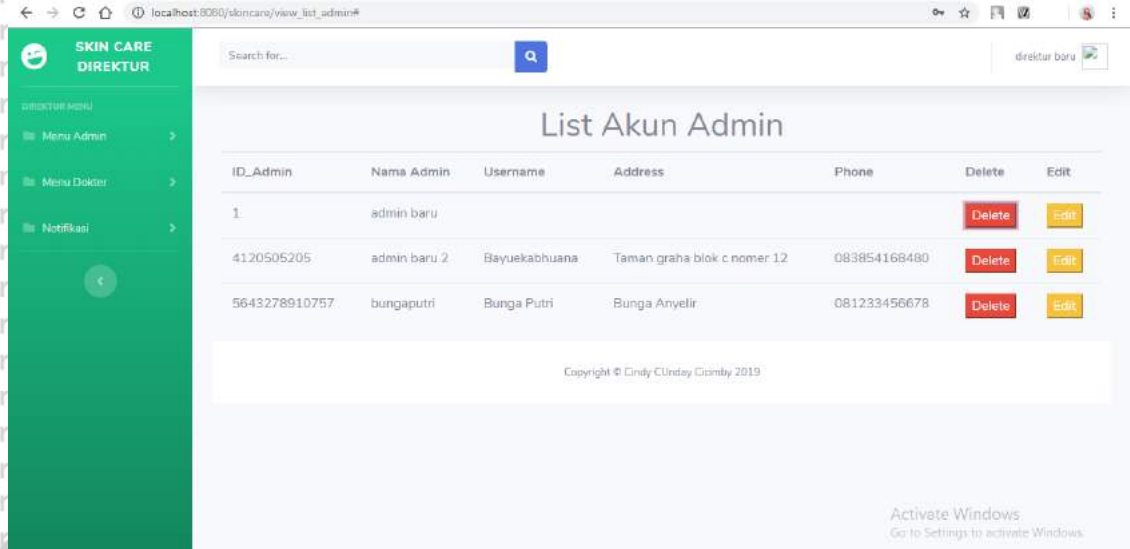 localhost:8080/skincare/view_list_admin#
SKIN CARE
DIREKTUR
Search for...
direktur baru
DIREKTUR MENU
Menu Admin
Menu Dokter
Notifikasi
List Akun Admin
ID_Admin Nama Admin Username Address Phone Delete Edit
1 admin baru Delete Edit
4120505205 admin baru 2 Bayuekabhuana Taman graha blok c nomer 12 083854168480 Delete Edit
5643278910757 bungaputri Bunga Putri Bunga Anyelir 081233456678 Delete Edit
Copyright © Cindy CUnday Cicimby 2019
Activate Windows
Go to Settings to activate Windows.